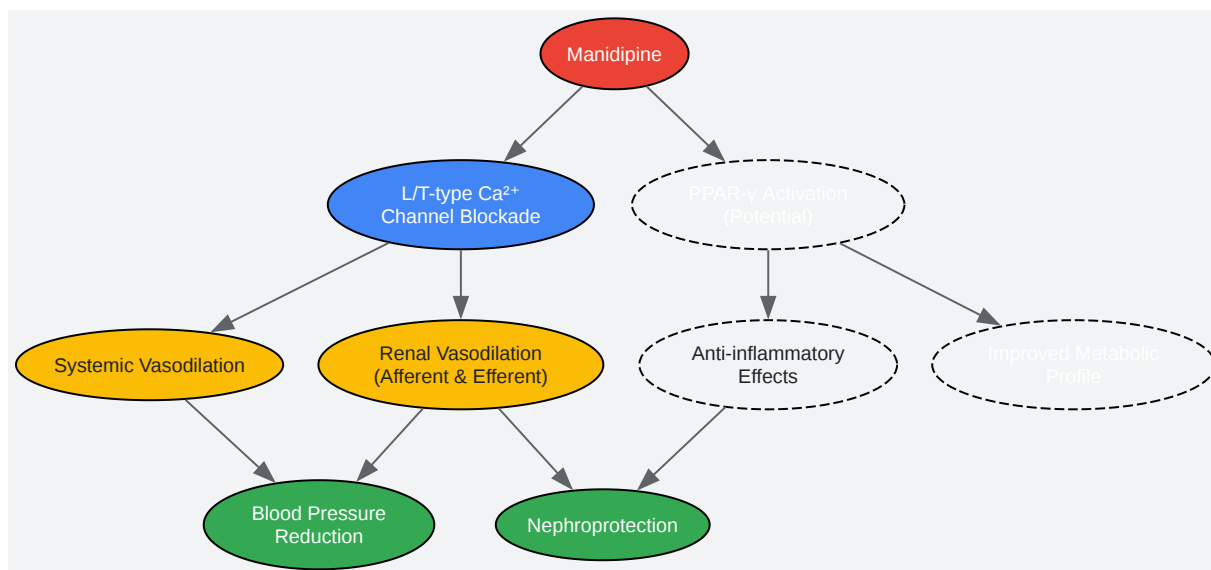 Manidipine
L/T-type Ca²⁺
Channel Blockade
PPAR-γ Activation
(Potential)
Systemic Vasodilation
Renal Vasodilation
(Afferent & Efferent)
Anti-inflammatory
Effects
Improved Metabolic
Profile
Blood Pressure
Reduction
Nephroprotection